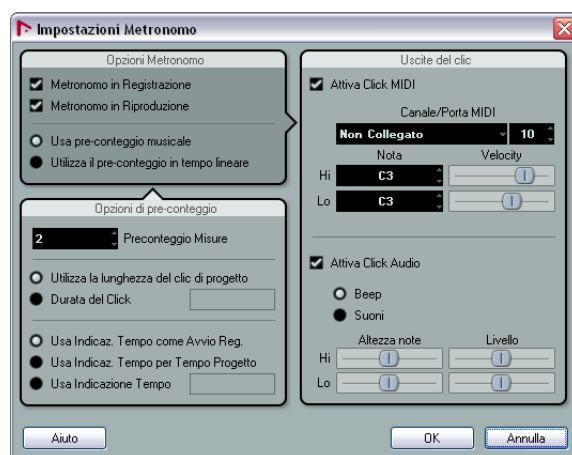 Impostazioni Metronomo
Opzioni Metronomo
Metronomo in Registrazione
Metronomo in Riproduzione
Usa pre-conteggio musicale
Utilizza il pre-conteggio in tempo lineare
Opzioni di pre-conteggio
2 Preconteggio Misure
Utilizza la lunghezza del clic di progetto
Durata del Click
Usa Indicaz. Tempo come Avvio Reg.
Usa Indicaz. Tempo per Tempo Progetto
Usa Indicazione Tempo
Uscite del clic
Attiva Click MIDI
Canale/Porta MIDI
Non Collegato 10
Nota Velocity
Hi C3
Lo C3
Attiva Click Audio
Beep
Suoni
Altezza note Livello
Hi
Lo
Aiuto OK Annulla